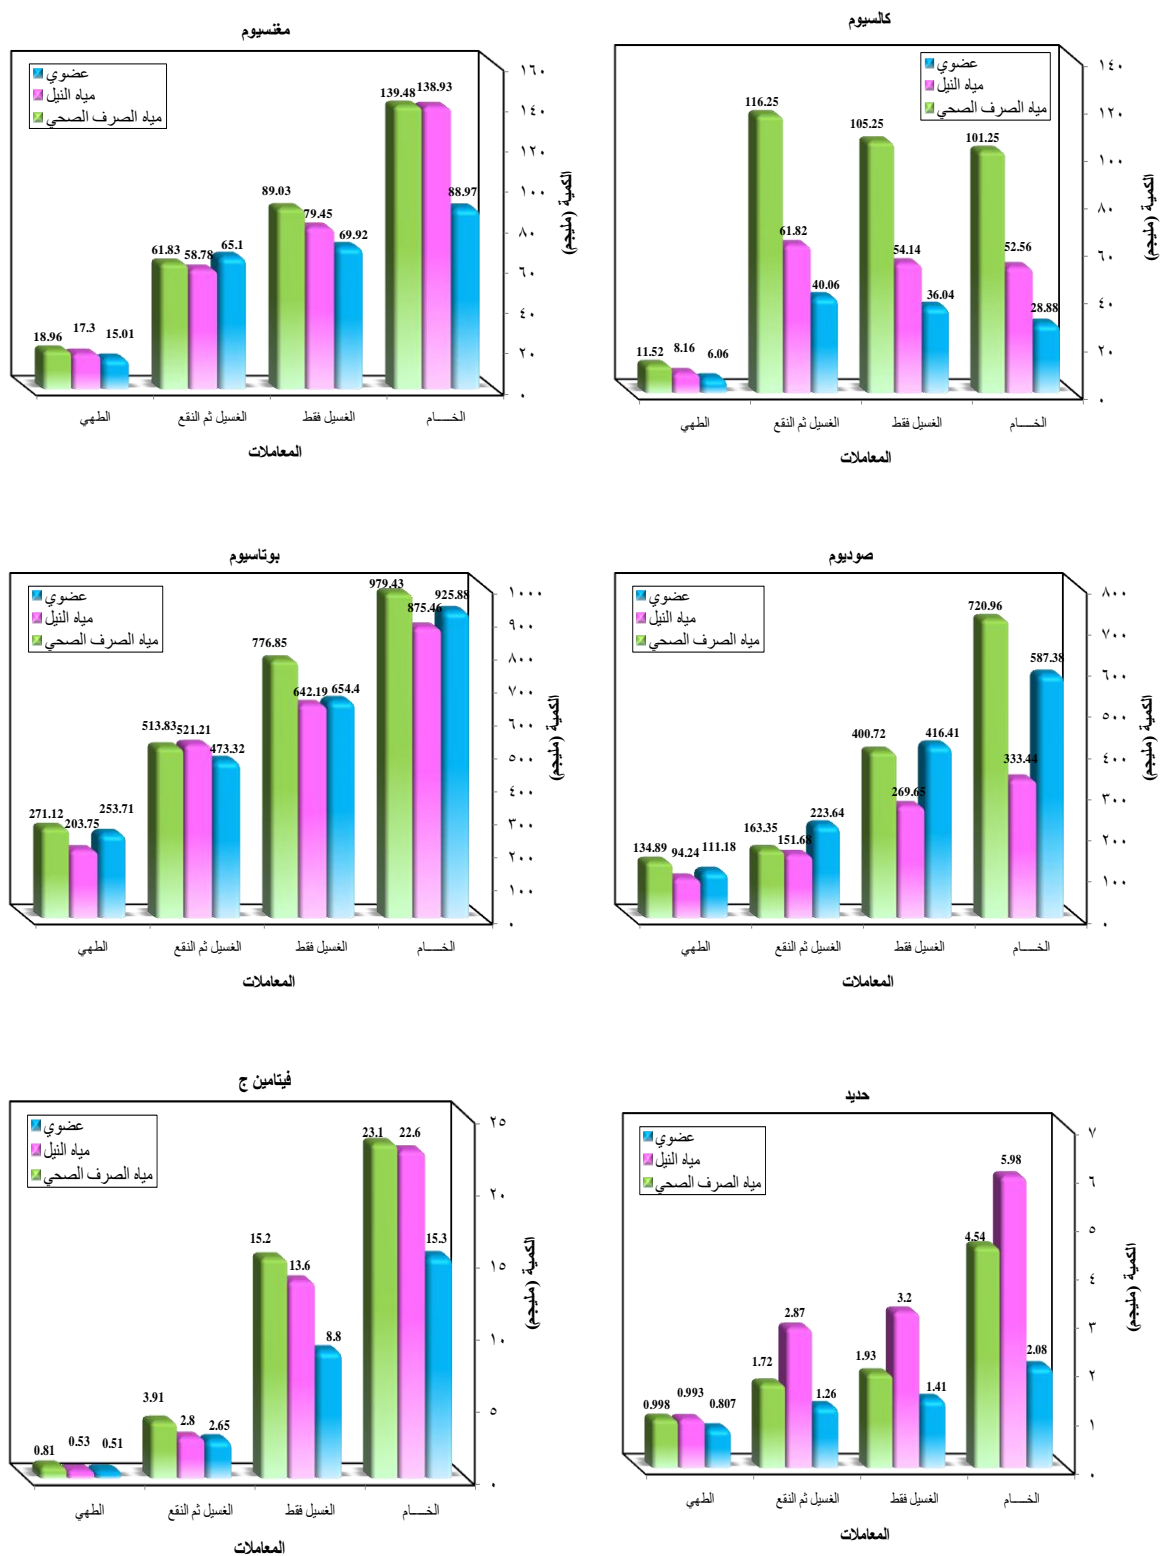 كالسيوم
عضوي
مياه النيل
مياه الصرف الصحي
١٤٠
١٢٠
١٠٠
٨٠
٦٠
٤٠
٢٠
٠
الكمية (مليجم)
101.25 52.56 28.88
105.25 54.14 36.04
116.25 61.82 40.06
11.52 8.16 6.06
الخـــــام
الغسيل فقط
الغسيل ثم النقع
الطهي
المعاملات
مغنسيوم
عضوي
مياه النيل
مياه الصرف الصحي
١٦٠
١٤٠
١٢٠
١٠٠
٨٠
٦٠
٤٠
٢٠
٠
الكمية (مليجم)
139.48 138.93 88.97
89.03 79.45 69.92
61.83 58.78 65.1
18.96 17.3 15.01
الخـــــام
الغسيل فقط
الغسيل ثم النقع
الطهي
المعاملات
صوديوم
عضوي
مياه النيل
مياه الصرف الصحي
٨٠٠
٧٠٠
٦٠٠
٥٠٠
٤٠٠
٣٠٠
٢٠٠
١٠٠
٠
الكمية (مليجم)
720.96 333.44 587.38
400.72 269.65 416.41
163.35 151.68 223.64
134.89 94.24 111.18
الخـــــام
الغسيل فقط
الغسيل ثم النقع
الطهي
المعاملات
بوتاسيوم
عضوي
مياه النيل
مياه الصرف الصحي
١٠٠٠
٩٠٠
٨٠٠
٧٠٠
٦٠٠
٥٠٠
٤٠٠
٣٠٠
٢٠٠
١٠٠
٠
الكمية (مليجم)
979.43 875.46 925.88
776.85 642.19 654.4
513.83 521.21 473.32
271.12 203.75 253.71
الخـــــام
الغسيل فقط
الغسيل ثم النقع
الطهي
المعاملات
حديد
عضوي
مياه النيل
مياه الصرف الصحي
٧
٦
٥
٤
٣
٢
١
٠
الكمية (مليجم)
4.54 5.98 2.08
1.93 3.2 1.41
1.72 2.87 1.26
0.998 0.993 0.807
الخـــــام
الغسيل فقط
الغسيل ثم النقع
الطهي
المعاملات
فيتامين ج
عضوي
مياه النيل
مياه الصرف الصحي
٢٥
٢٠
١٥
١٠
٥
٠
الكمية (مليجم)
23.1 22.6 15.3
15.2 13.6 8.8
3.91 2.8 2.65
0.81 0.53 0.51
الخـــــام
الغسيل فقط
الغسيل ثم النقع
الطهي
المعاملات